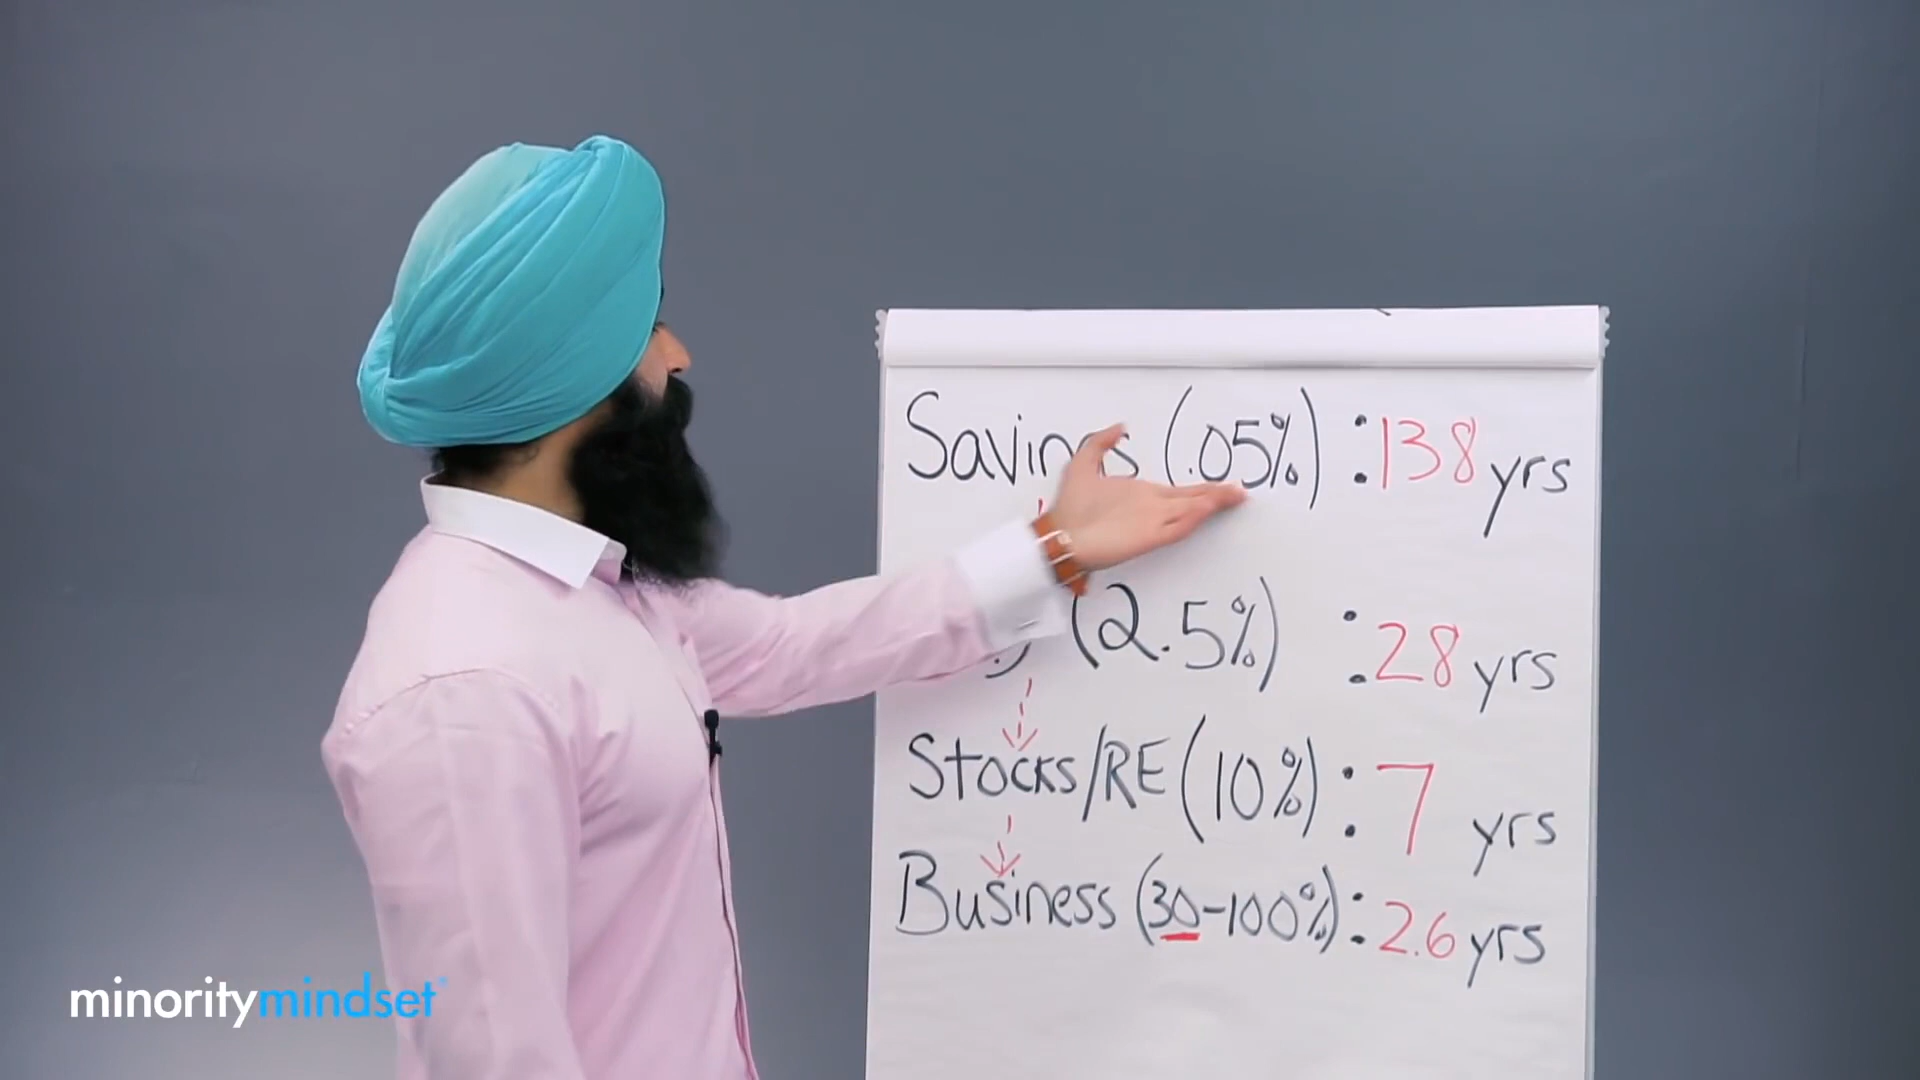 Savings (.05%) : 138 yrs
(2.5%) : 28 yrs
Stocks/RE (10%) : 7 yrs
Business (30-100%) : 2.6 yrs
minoritymindset